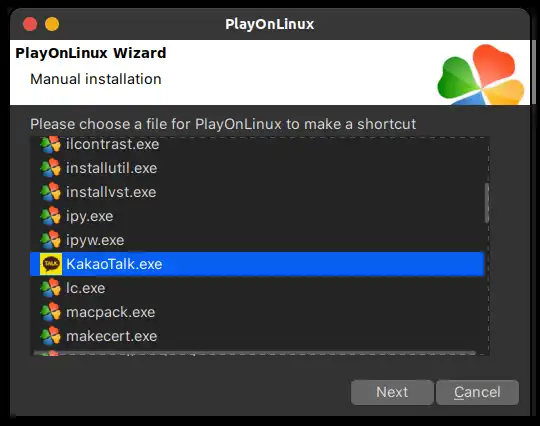 PlayOnLinux
PlayOnLinux Wizard
Manual installation
Please choose a file for PlayOnLinux to make a shortcut
ilcontrast.exe
installutil.exe
installvst.exe
ipy.exe
ipyw.exe
TALK KakaoTalk.exe
lc.exe
macpack.exe
makecert.exe
Next
Cancel